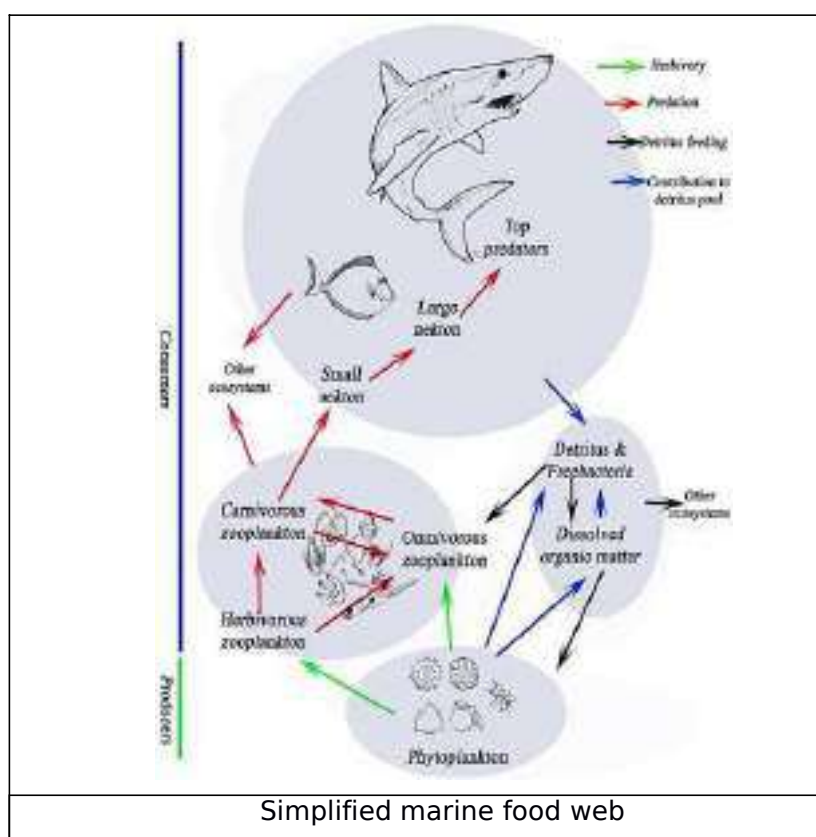 Herbivory
Predation
Detritus feeding
Contribution to
detritus pool
Top
predators
Large
nekton
Other
ecosystems
Small
nekton
Consumers
Detritus &
Freebacteria
Other
ecosystems
Carnivorous
zooplankton
Omnivorous
zooplankton
Dissolved
organic matter
Herbivorous
zooplankton
Producers
Phytoplankton
Simplified marine food web